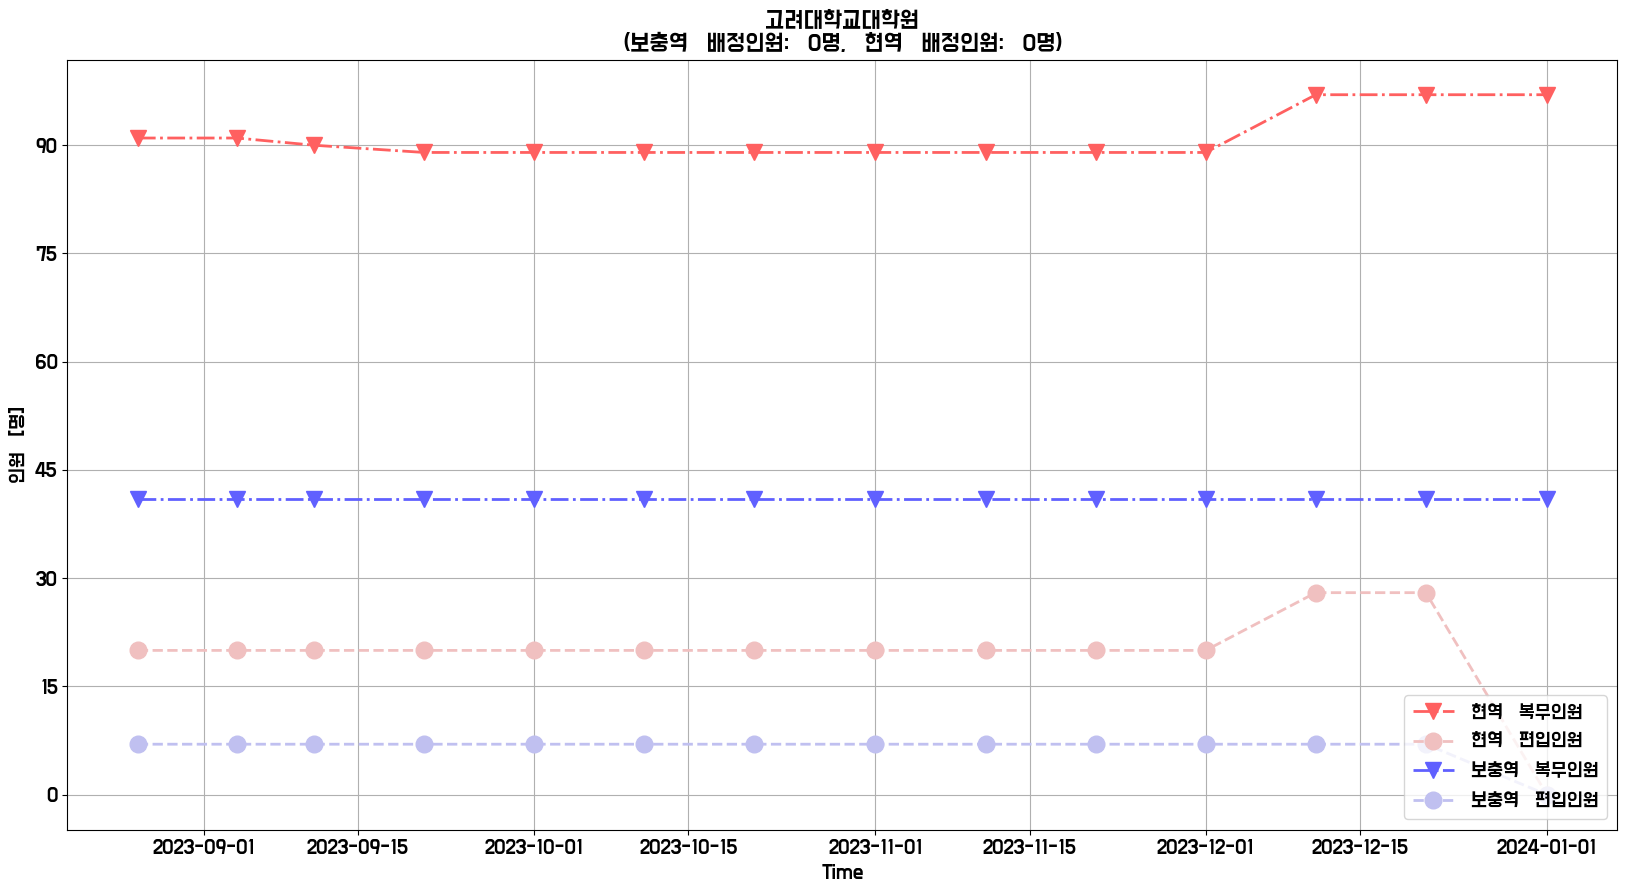 고려대학교대학원
(보충역 배정인원: 0명, 현역 배정인원: 0명)
인원 [명]
90
75
60
45
30
15
0
현역 복무인원
현역 편입인원
보충역 복무인원
보충역 편입인원
2023-09-01 2023-09-15 2023-10-01 2023-10-15 2023-11-01 2023-11-15 2023-12-01 2023-12-15 2024-01-01
Time